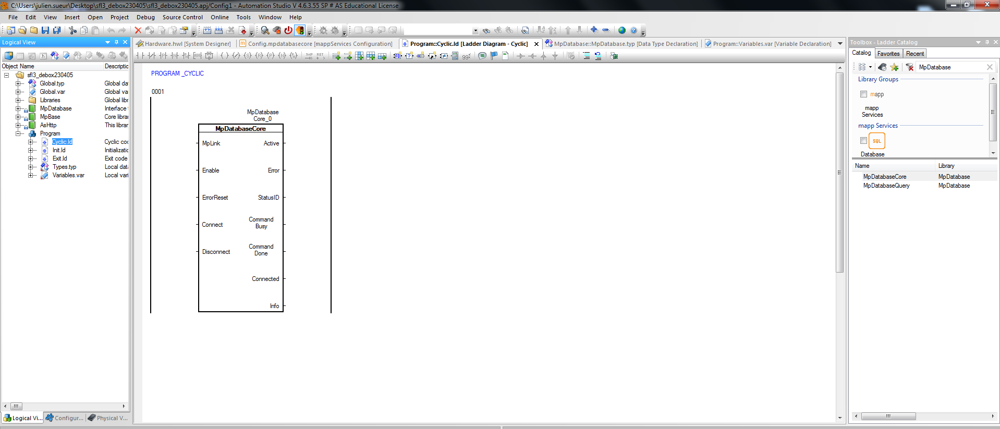 C:\Users\julien.sueur\Desktop\sfl3_debox230405\sfl3_debox230405.apj/Config1 - Automation Studio V 4.6.3.55 SP # AS Educational License
File Edit View Insert Open Project Debug Source Control Online Tools Window Help
Logical View
Object Name Descriptic
sfl3_debox230405
Global.typ Global da
Global.var Global va
Libraries Global libr
MpDatabase Interface
MpBase Core libra
AsHttp This librar
Program
Cyclic.ld Cyclic coc
Init.ld Initializatio
Exit.ld Exit code
Types.typ Local dat
Variables.var Local vari
Logical Vi... Configur... Physical V...
Hardware.hwl [System Designer] Config.mpdatabasecore [mappServices Configuration] Program::Cyclic.ld [Ladder Diagram - Cyclic] MpDatabase::MpDatabase.typ [Data Type Declaration] Program::Variables.var [Variable Declaration]
PROGRAM _CYCLIC
0001
MpDatabase
Core_0
MpDatabaseCore
MpLink Active
Enable Error
ErrorReset StatusID
Connect Command
Busy
Disconnect Command
Done
Connected
Info
Toolbox - Ladder Catalog
Catalog Favorites Recent
MpDatabase
Library Groups
mapp
mapp
Services
mapp Services
SQL
Database
Name Library
MpDatabaseCore MpDatabase
MpDatabaseQuery MpDatabase